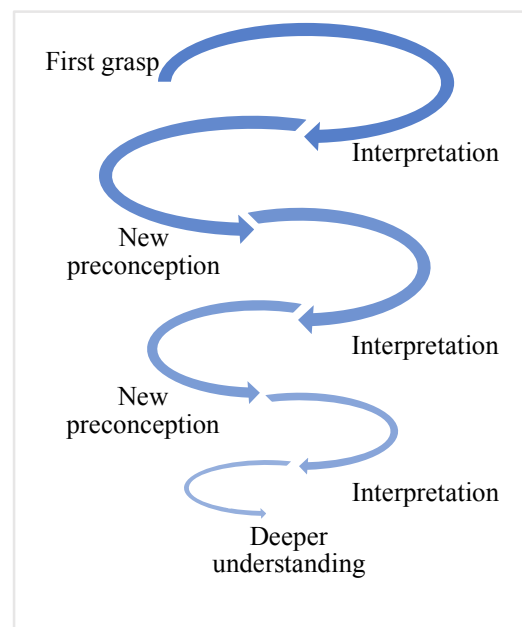 First grasp
Interpretation
New
preconception
Interpretation
New
preconception
Interpretation
Deeper
understanding